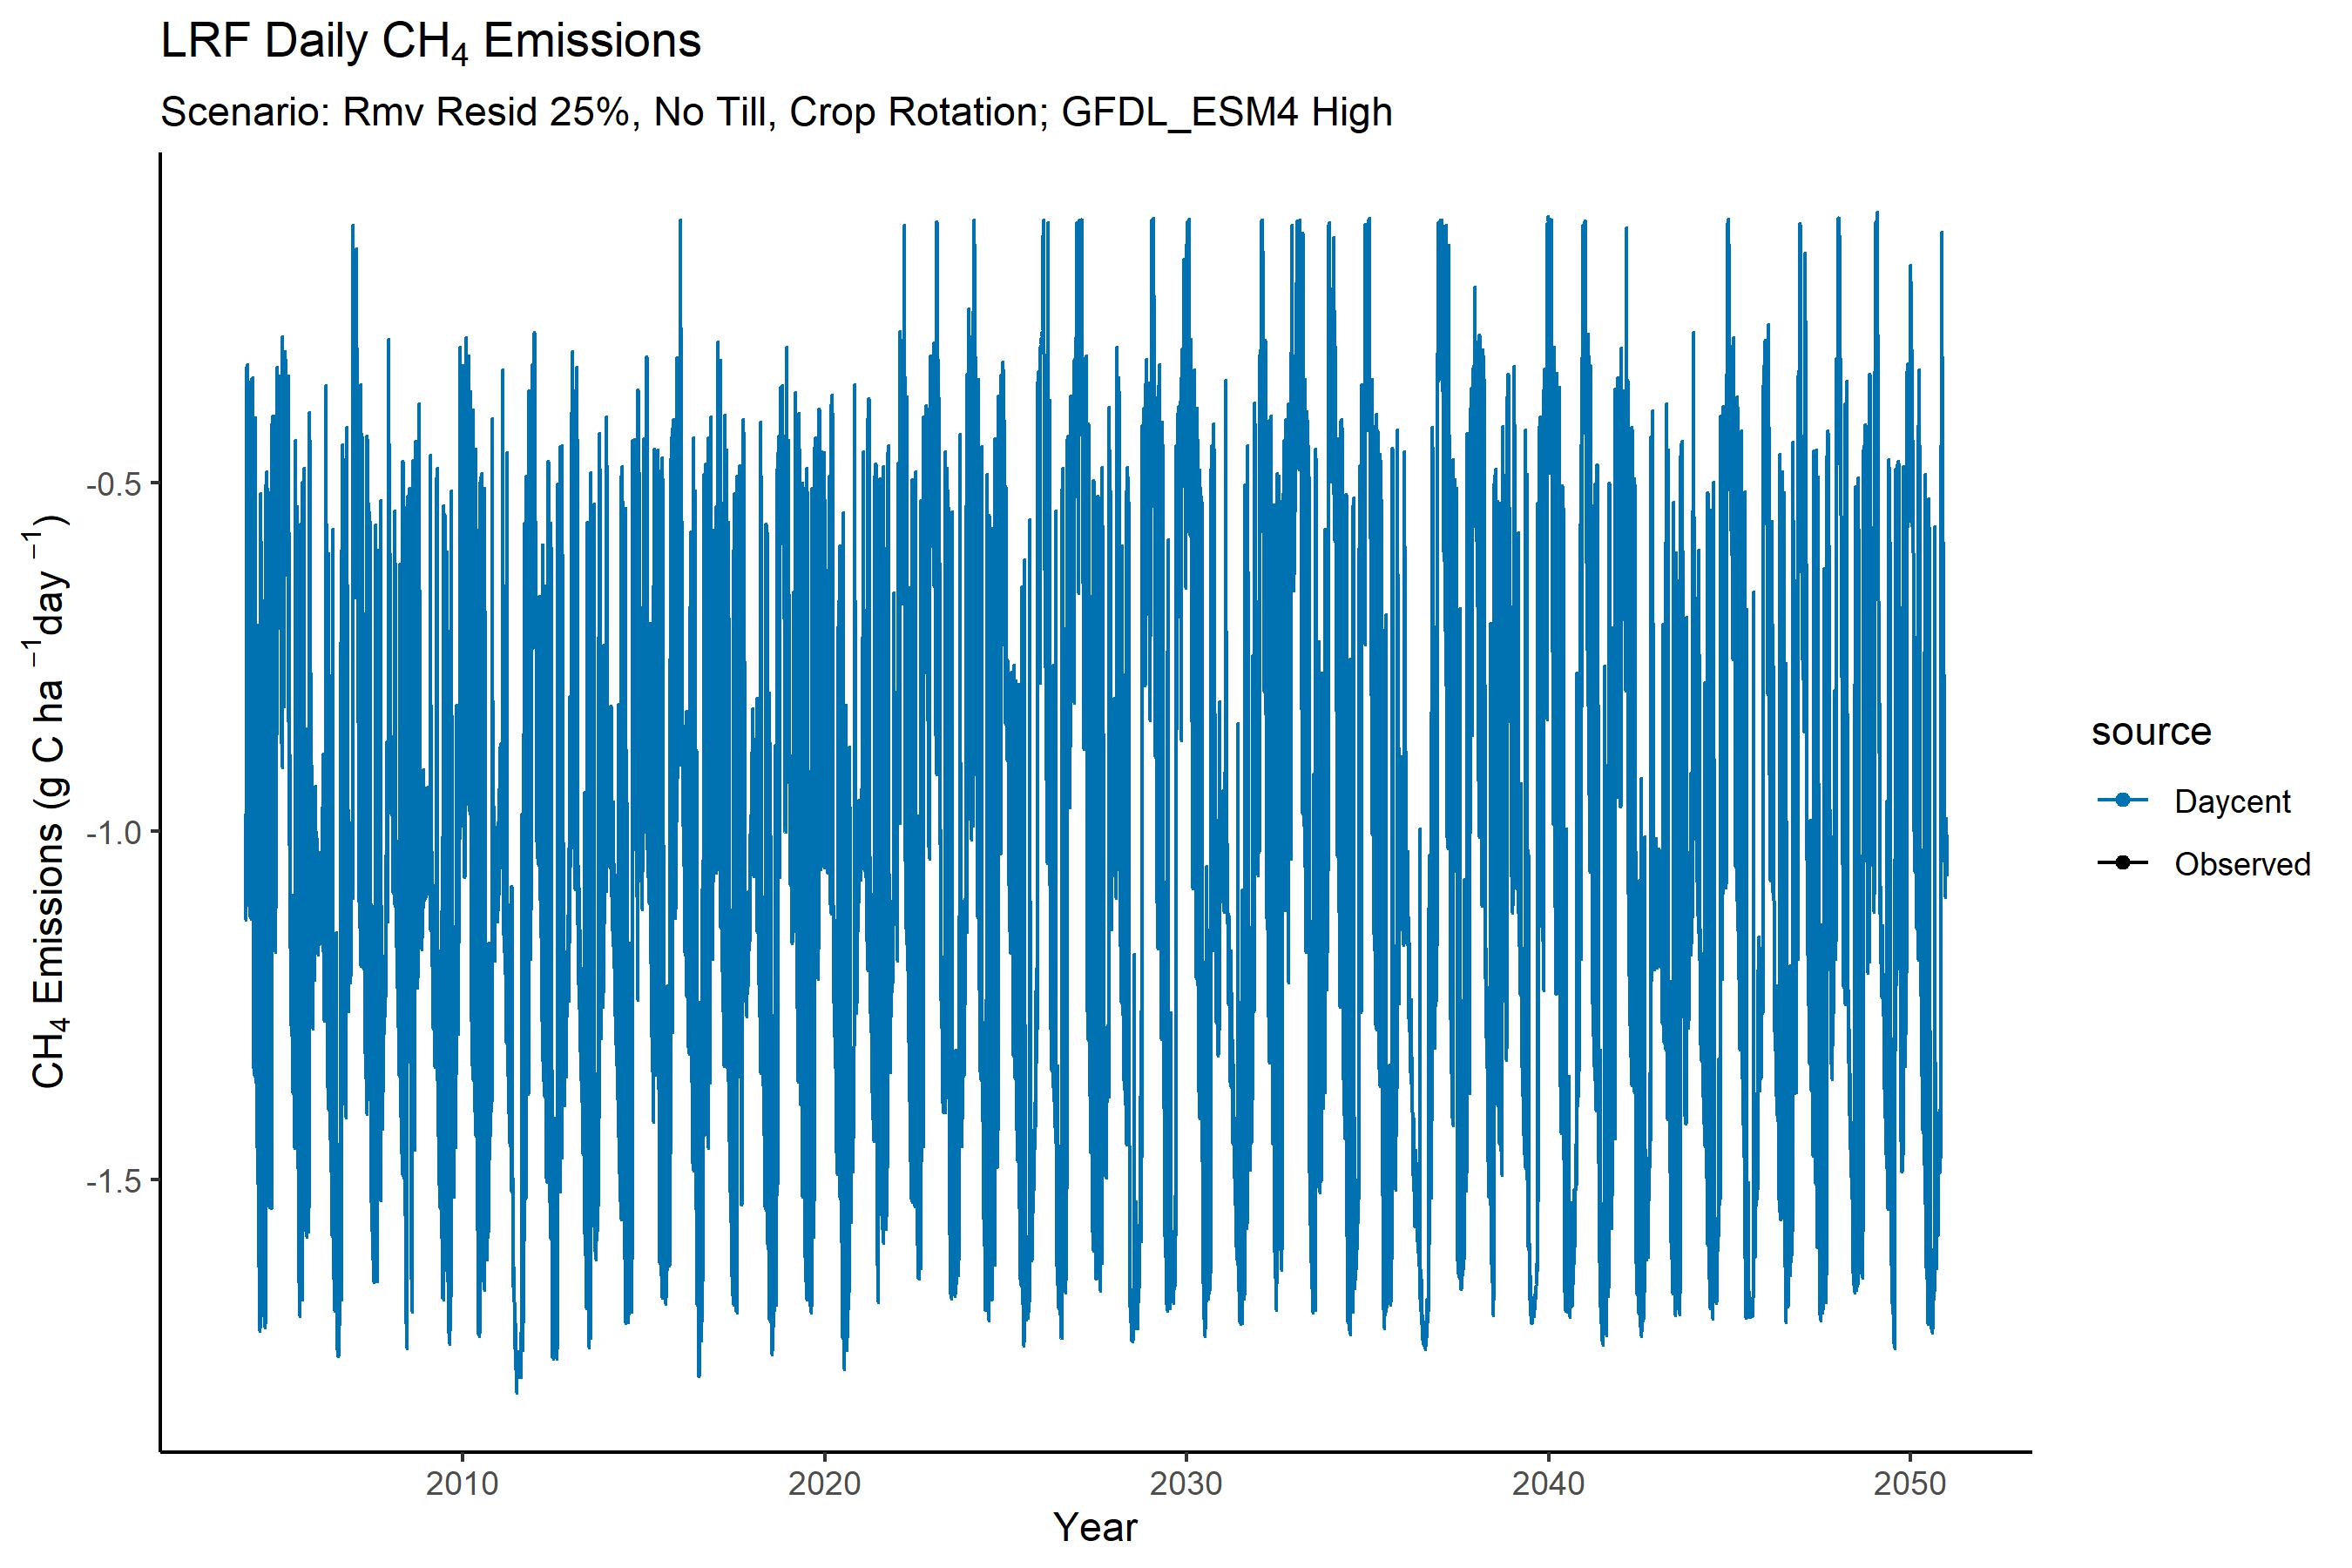 LRF Daily CH₄ Emissions
Scenario: Rmv Resid 25%, No Till, Crop Rotation; GFDL_ESM4 High
CH₄ Emissions (g C ha ⁻¹day ⁻¹)
-0.5
-1.0
-1.5
2010 2020 2030 2040 2050
Year
source
Daycent
Observed